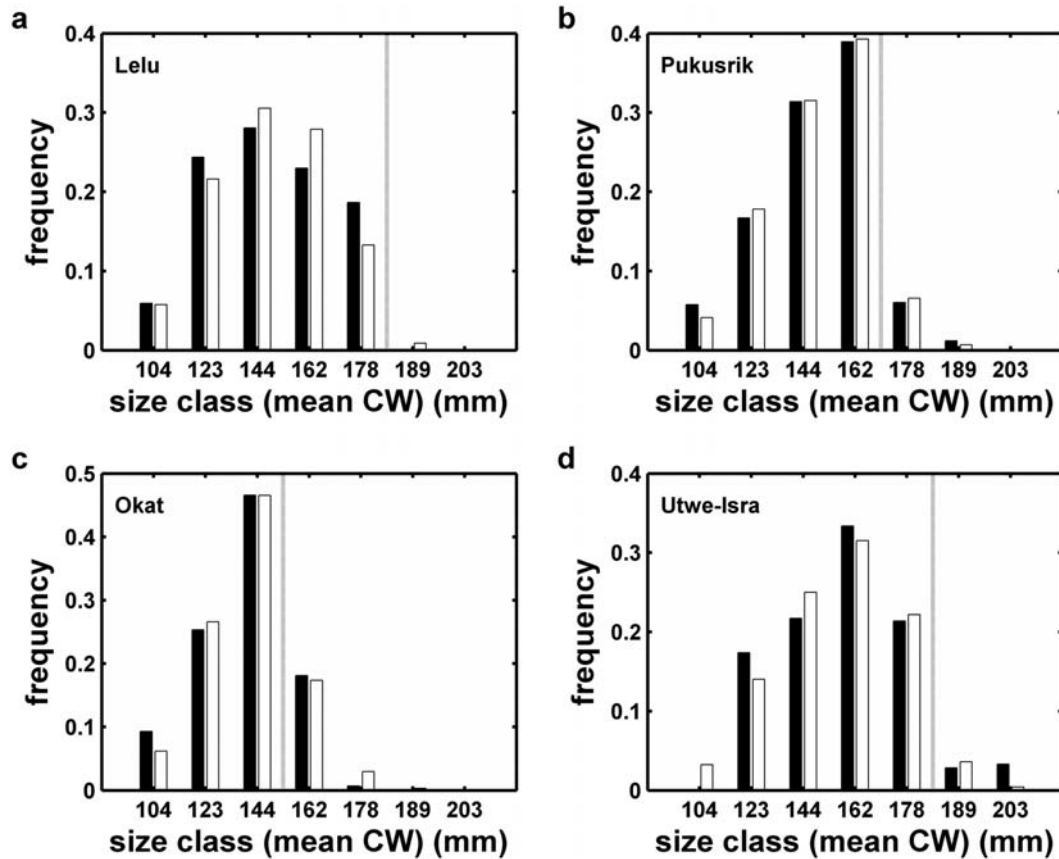 a
0.4
0.3
0.2
0.1
0
frequency
Lelu
104 123 144 162 178 189 203
size class (mean CW) (mm)
b
0.4
0.3
0.2
0.1
0
frequency
Pukusrik
104 123 144 162 178 189 203
size class (mean CW) (mm)
c
0.5
0.4
0.3
0.2
0.1
0
frequency
Okat
104 123 144 162 178 189 203
size class (mean CW) (mm)
d
0.4
0.3
0.2
0.1
0
frequency
Utwe-Isra
104 123 144 162 178 189 203
size class (mean CW) (mm)